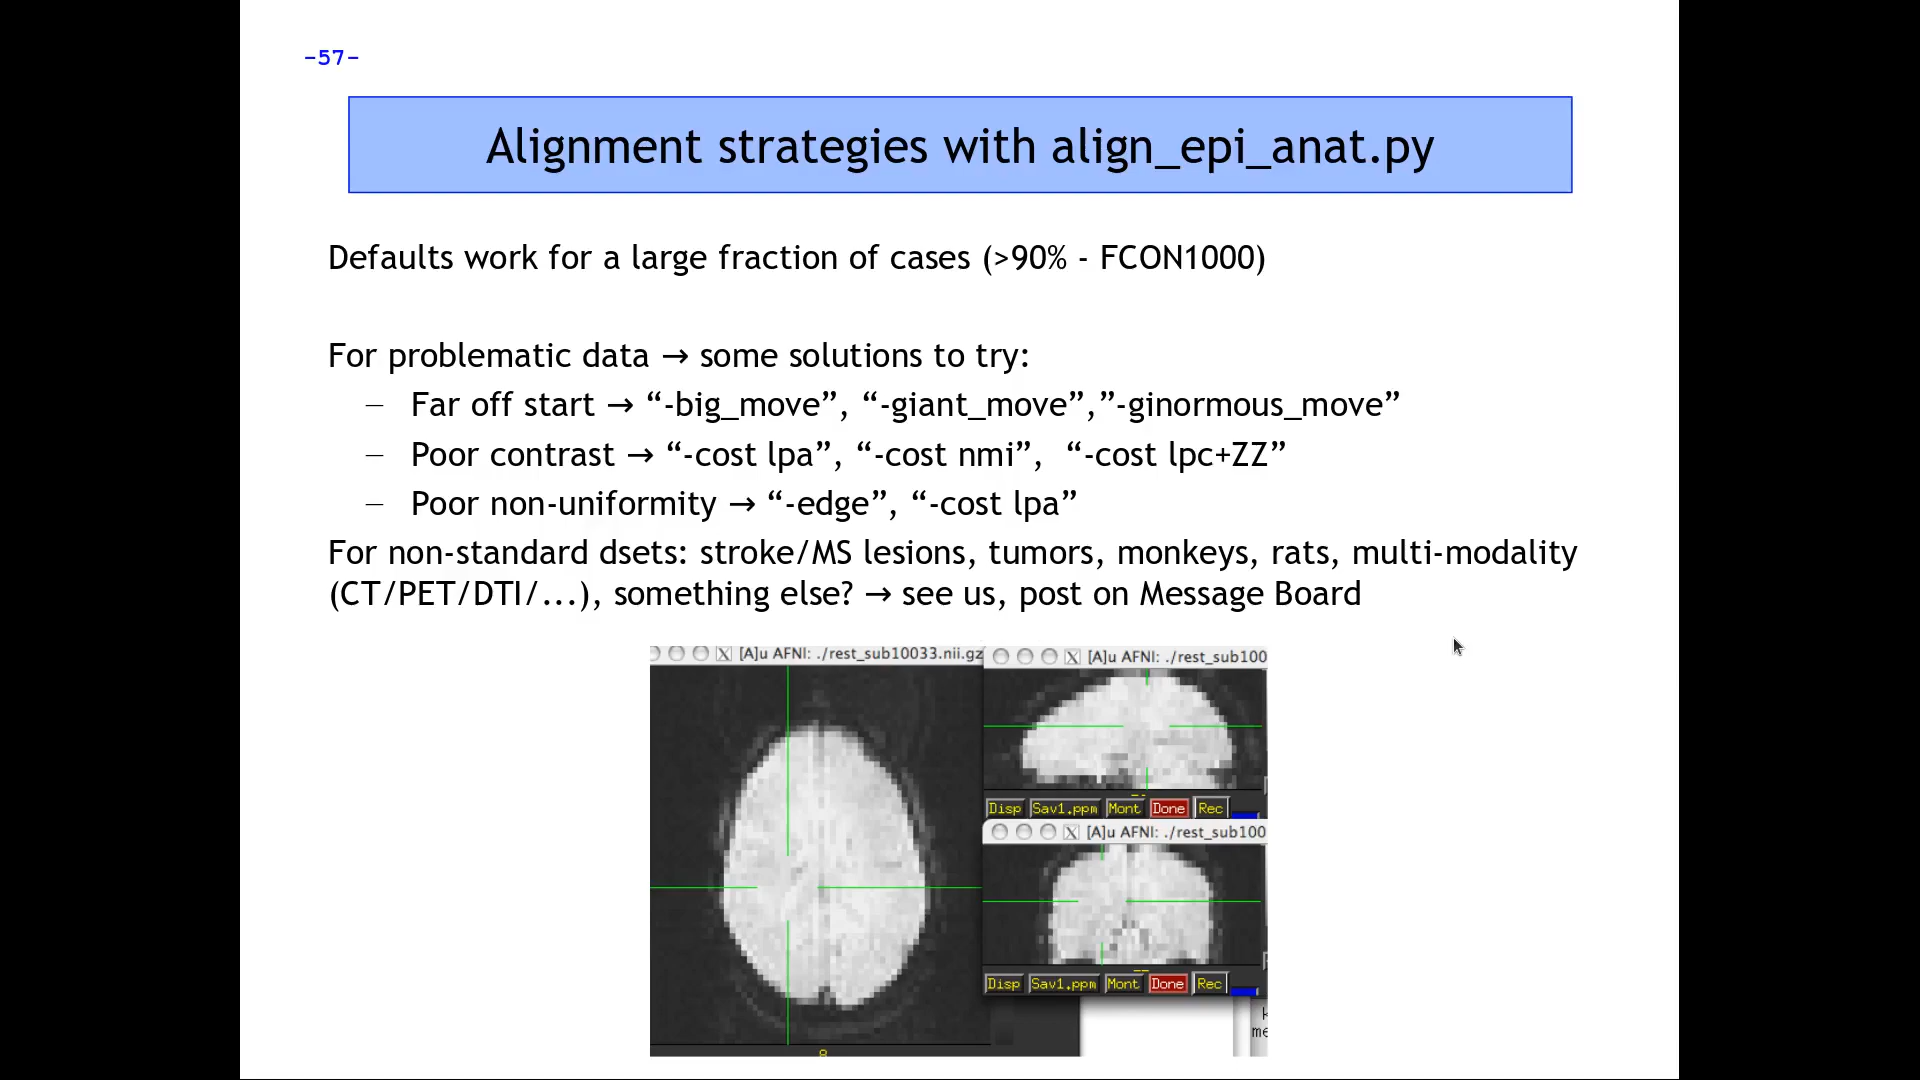 -57-
Alignment strategies with align_epi_anat.py
Defaults work for a large fraction of cases (>90% - FCON1000)
For problematic data → some solutions to try:
– Far off start → “-big_move”, “-giant_move”,”-ginormous_move”
– Poor contrast → “-cost lpa”, “-cost nmi”, “-cost lpc+ZZ”
– Poor non-uniformity → “-edge”, “-cost lpa”
For non-standard dsets: stroke/MS lesions, tumors, monkeys, rats, multi-modality
(CT/PET/DTI/...), something else? → see us, post on Message Board
X [A]u AFNI: ./rest_sub10033.nii.gz
X [A]u AFNI: ./rest_sub100
Disp Sav1.ppm Mont Done Rec
X [A]u AFNI: ./rest_sub100
Disp Sav1.ppm Mont Done Rec
me